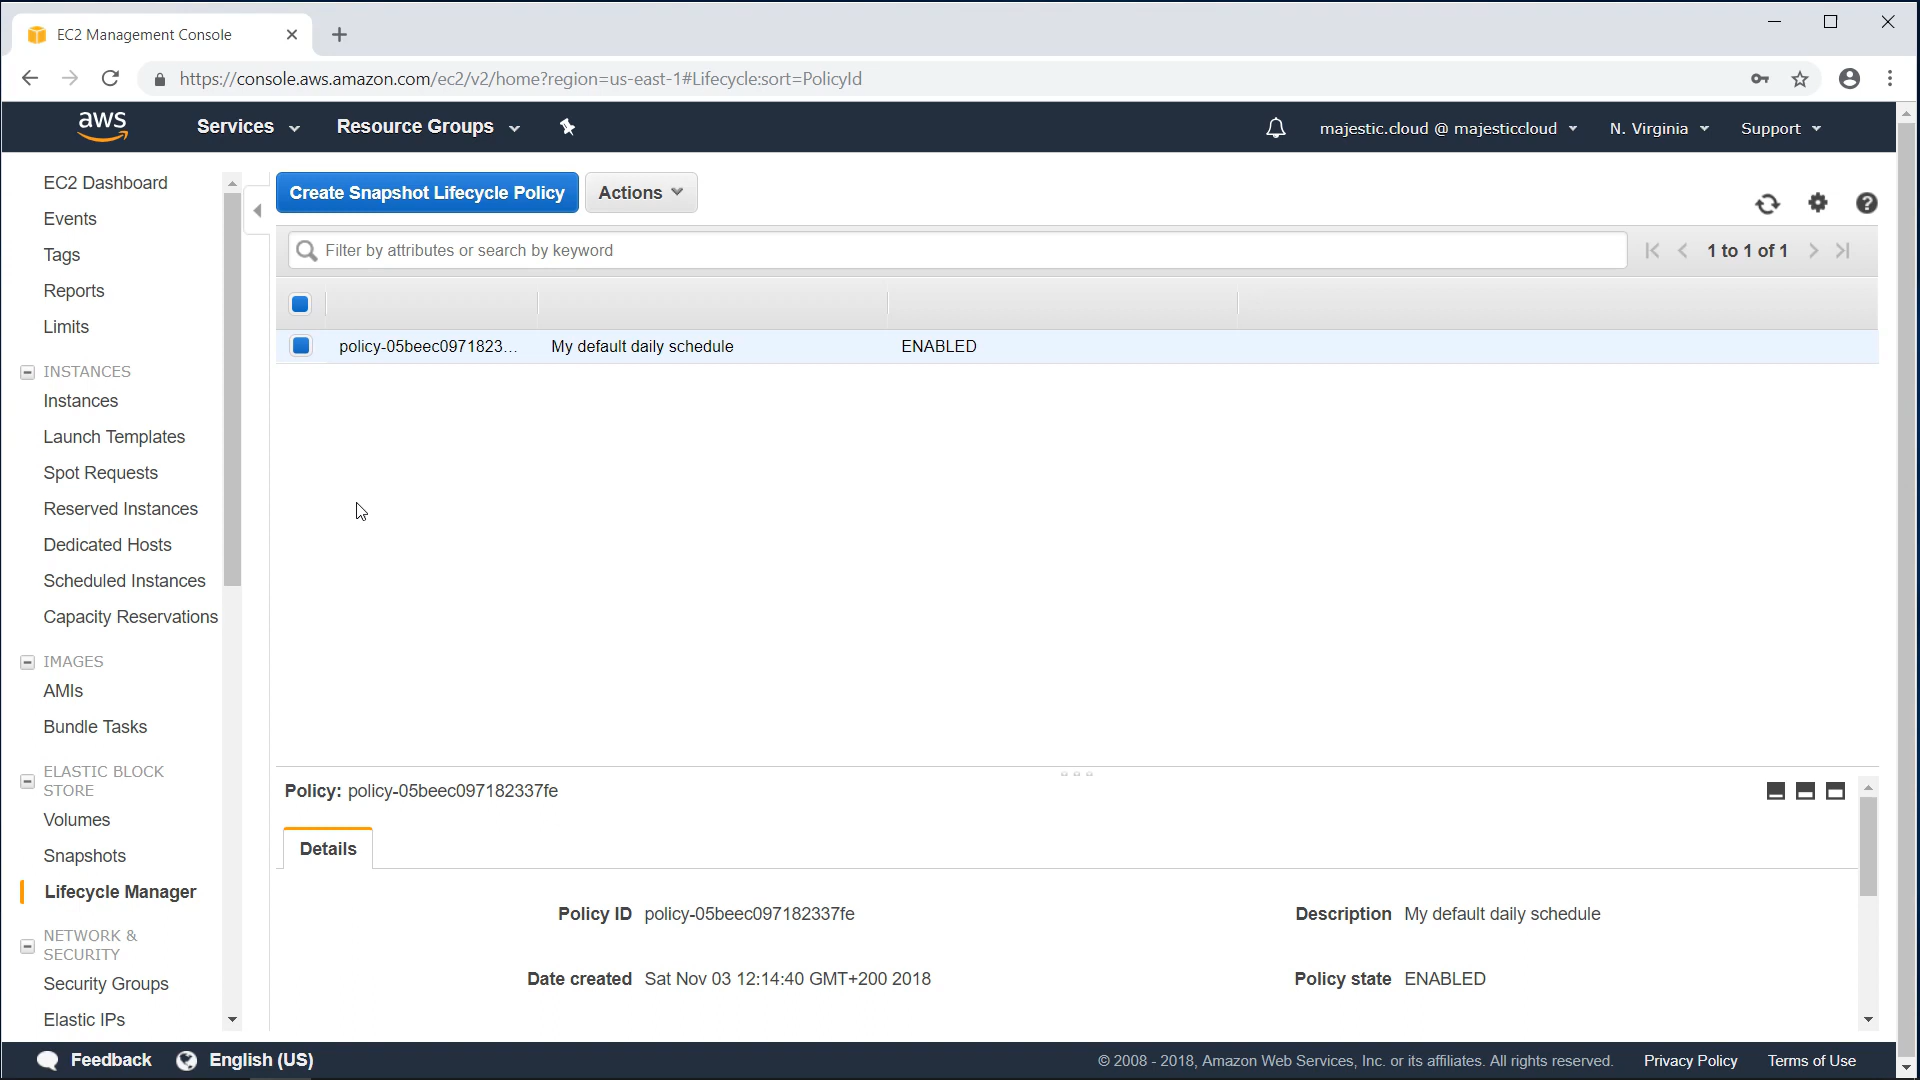 EC2 Management Console
https://console.aws.amazon.com/ec2/v2/home?region=us-east-1#Lifecycle:sort=PolicyId
aws
Services
Resource Groups
majestic.cloud @ majesticcloud
N. Virginia
Support
EC2 Dashboard
Events
Tags
Reports
Limits
INSTANCES
Instances
Launch Templates
Spot Requests
Reserved Instances
Dedicated Hosts
Scheduled Instances
Capacity Reservations
IMAGES
AMIs
Bundle Tasks
ELASTIC BLOCK
STORE
Volumes
Snapshots
Lifecycle Manager
NETWORK &
SECURITY
Security Groups
Elastic IPs
Create Snapshot Lifecycle Policy
Actions
Filter by attributes or search by keyword
1 to 1 of 1
policy-05beec0971823... My default daily schedule ENABLED
Policy: policy-05beec097182337fe
Details
Policy ID policy-05beec097182337fe
Description My default daily schedule
Date created Sat Nov 03 12:14:40 GMT+200 2018
Policy state ENABLED
Feedback
English (US)
© 2008 - 2018, Amazon Web Services, Inc. or its affiliates. All rights reserved.
Privacy Policy
Terms of Use